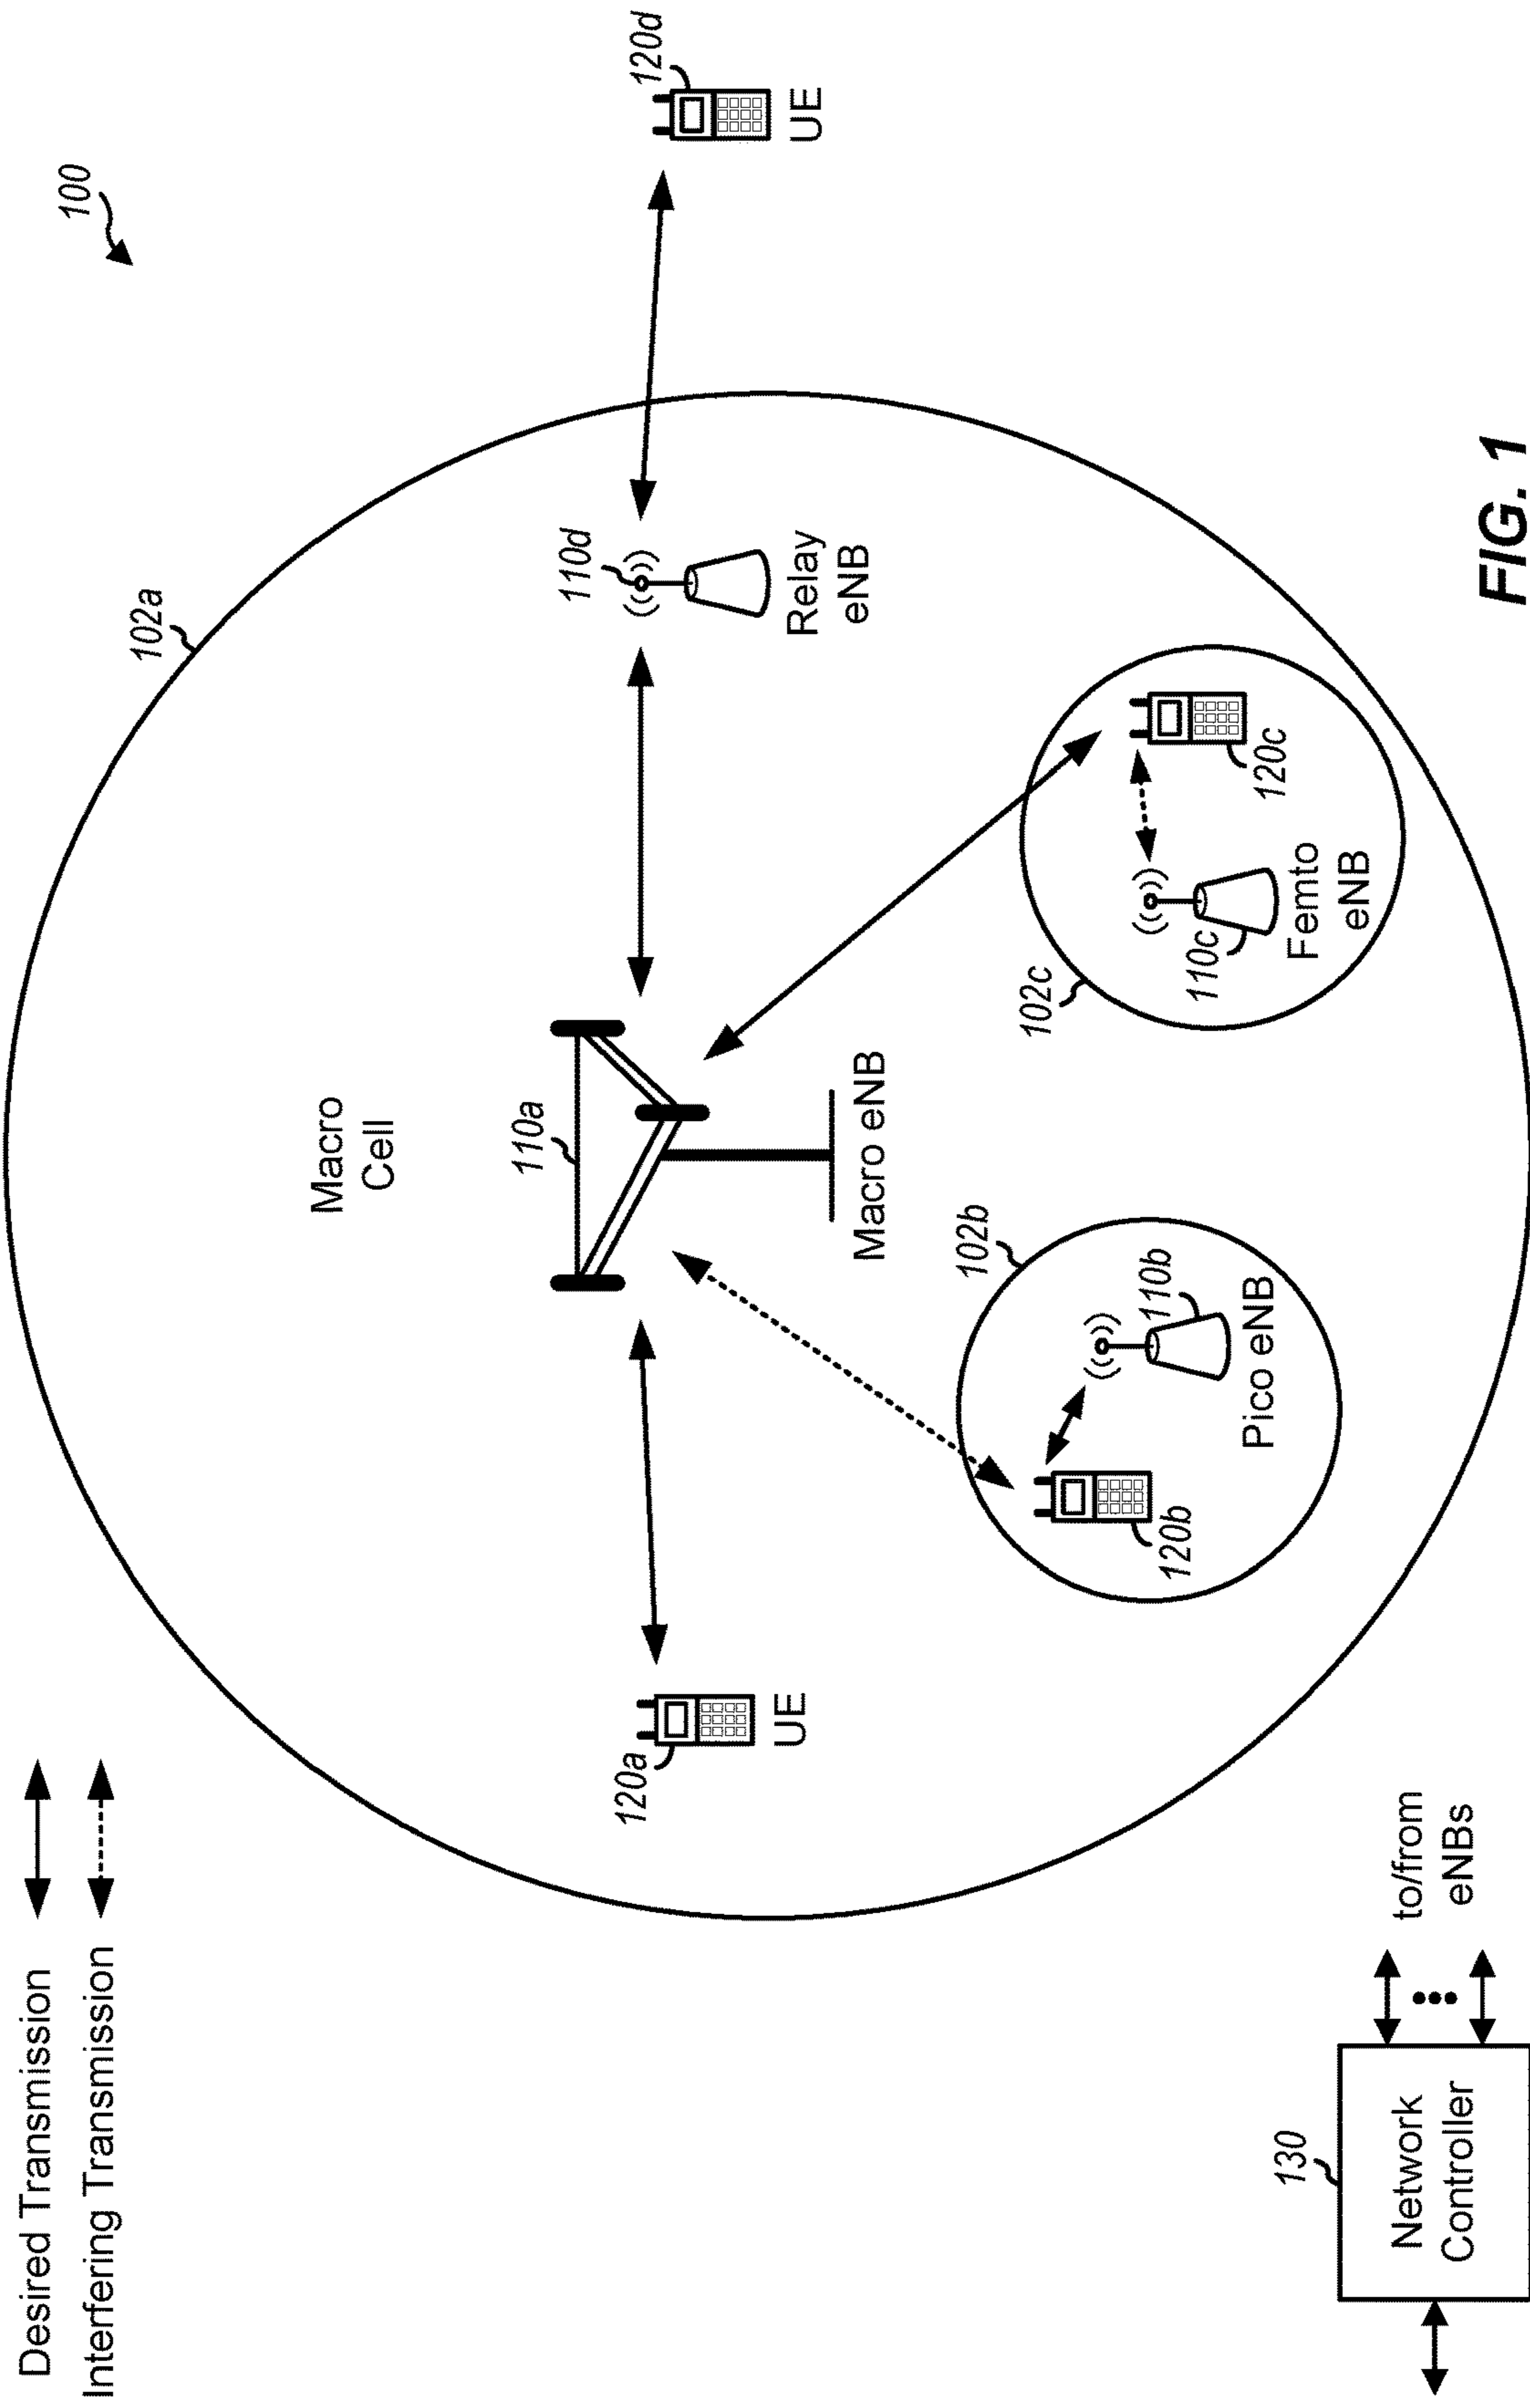 Desired Transmission
Interfering Transmission
100
102a
Macro
Cell
110a
110d
120d
120a
UE
Macro eNB
Relay
eNB
UE
102b
120b
110b
Pico eNB
102c
110c
Femto
eNB
120c
130
Network
Controller
to/from
eNBs
FIG. 1